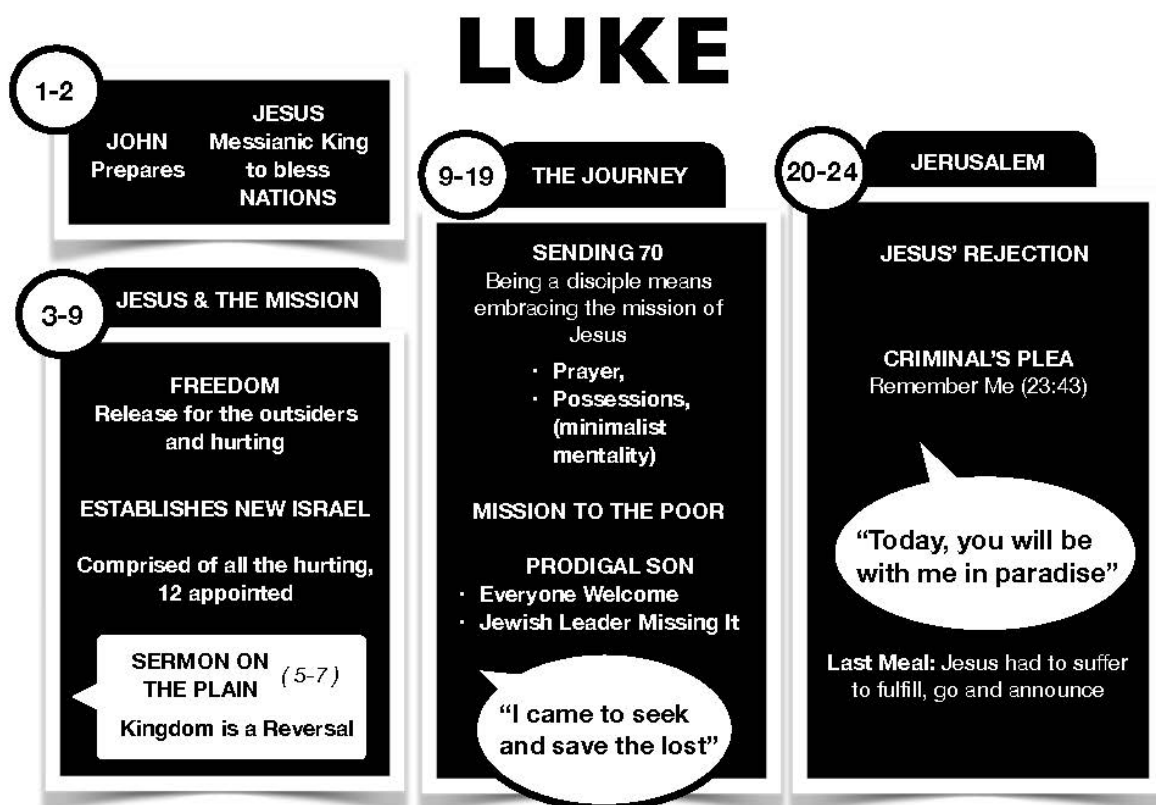 LUKE
1-2
JOHN
Prepares
JESUS
Messianic King
to bless
NATIONS
3-9
JESUS & THE MISSION
FREEDOM
Release for the outsiders
and hurting
ESTABLISHES NEW ISRAEL
Comprised of all the hurting,
12 appointed
SERMON ON
THE PLAIN
(5-7)
Kingdom is a Reversal
9-19
THE JOURNEY
SENDING 70
Being a disciple means
embracing the mission of
Jesus
· Prayer,
· Possessions,
(minimalist
mentality)
MISSION TO THE POOR
PRODIGAL SON
· Everyone Welcome
· Jewish Leader Missing It
“I came to seek
and save the lost”
20-24
JERUSALEM
JESUS’ REJECTION
CRIMINAL’S PLEA
Remember Me (23:43)
“Today, you will be
with me in paradise”
Last Meal: Jesus had to suffer
to fulfill, go and announce